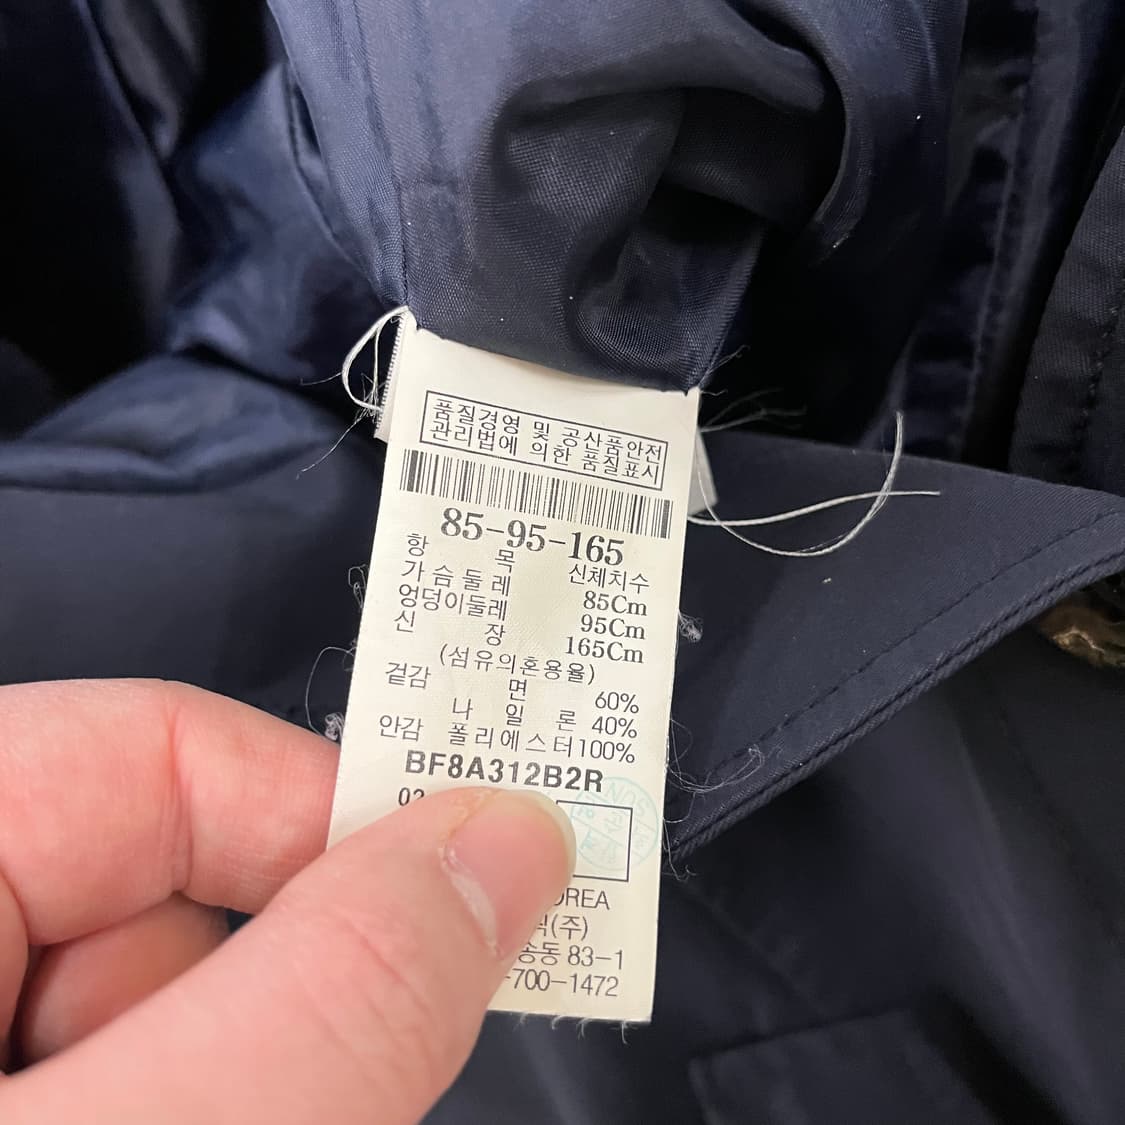 품질경영 및 공산품안전
관리법에 의한 품질표시
85-95-165
항 목 신체치수
가슴둘레 85Cm
엉덩이둘레 95Cm
신 장 165Cm
(섬유의혼용율)
겉감 면 60%
나 일 론 40%
안감 폴리에스터100%
BF8A312B2R
(주)
송동 83-1
-700-1472